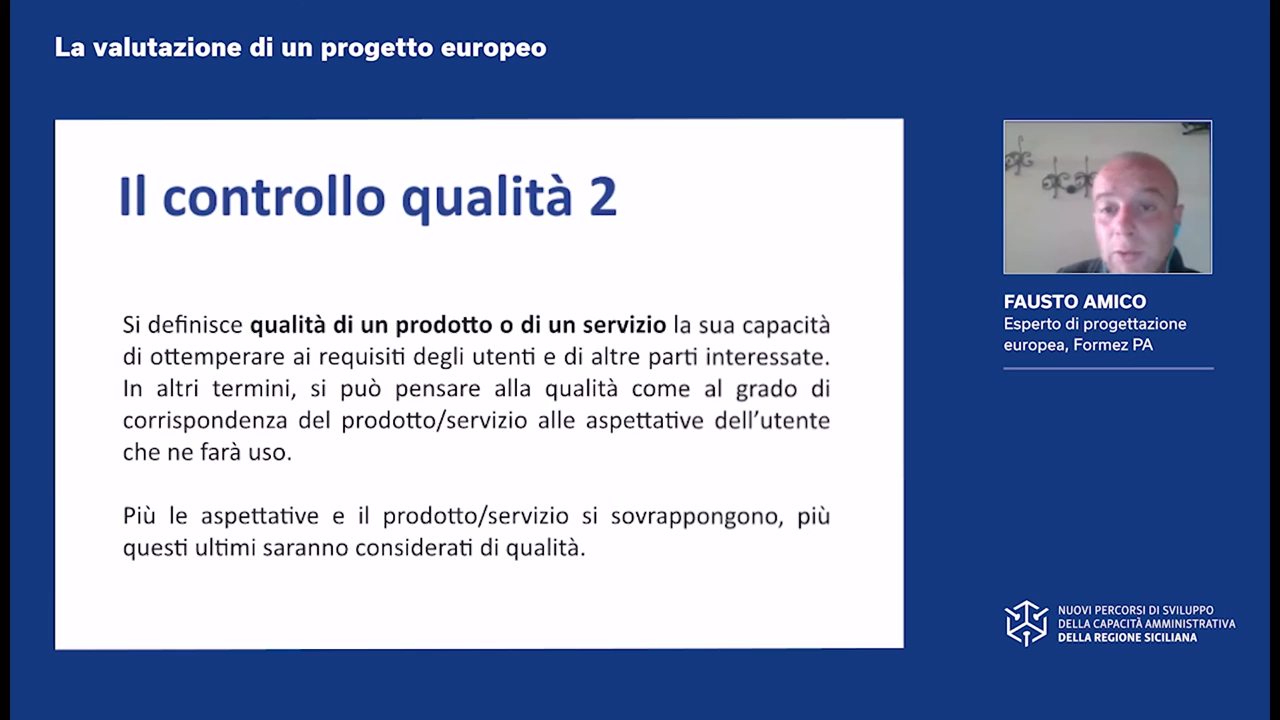 La valutazione di un progetto europeo
Il controllo qualità 2
Si definisce qualità di un prodotto o di un servizio la sua capacità
di ottemperare ai requisiti degli utenti e di altre parti interessate.
In altri termini, si può pensare alla qualità come al grado di
corrispondenza del prodotto/servizio alle aspettative dell’utente
che ne farà uso.
Più le aspettative e il prodotto/servizio si sovrappongono, più
questi ultimi saranno considerati di qualità.
FAUSTO AMICO
Esperto di progettazione
europea, Formez PA
NUOVI PERCORSI DI SVILUPPO
DELLA CAPACITÀ AMMINISTRATIVA
DELLA REGIONE SICILIANA